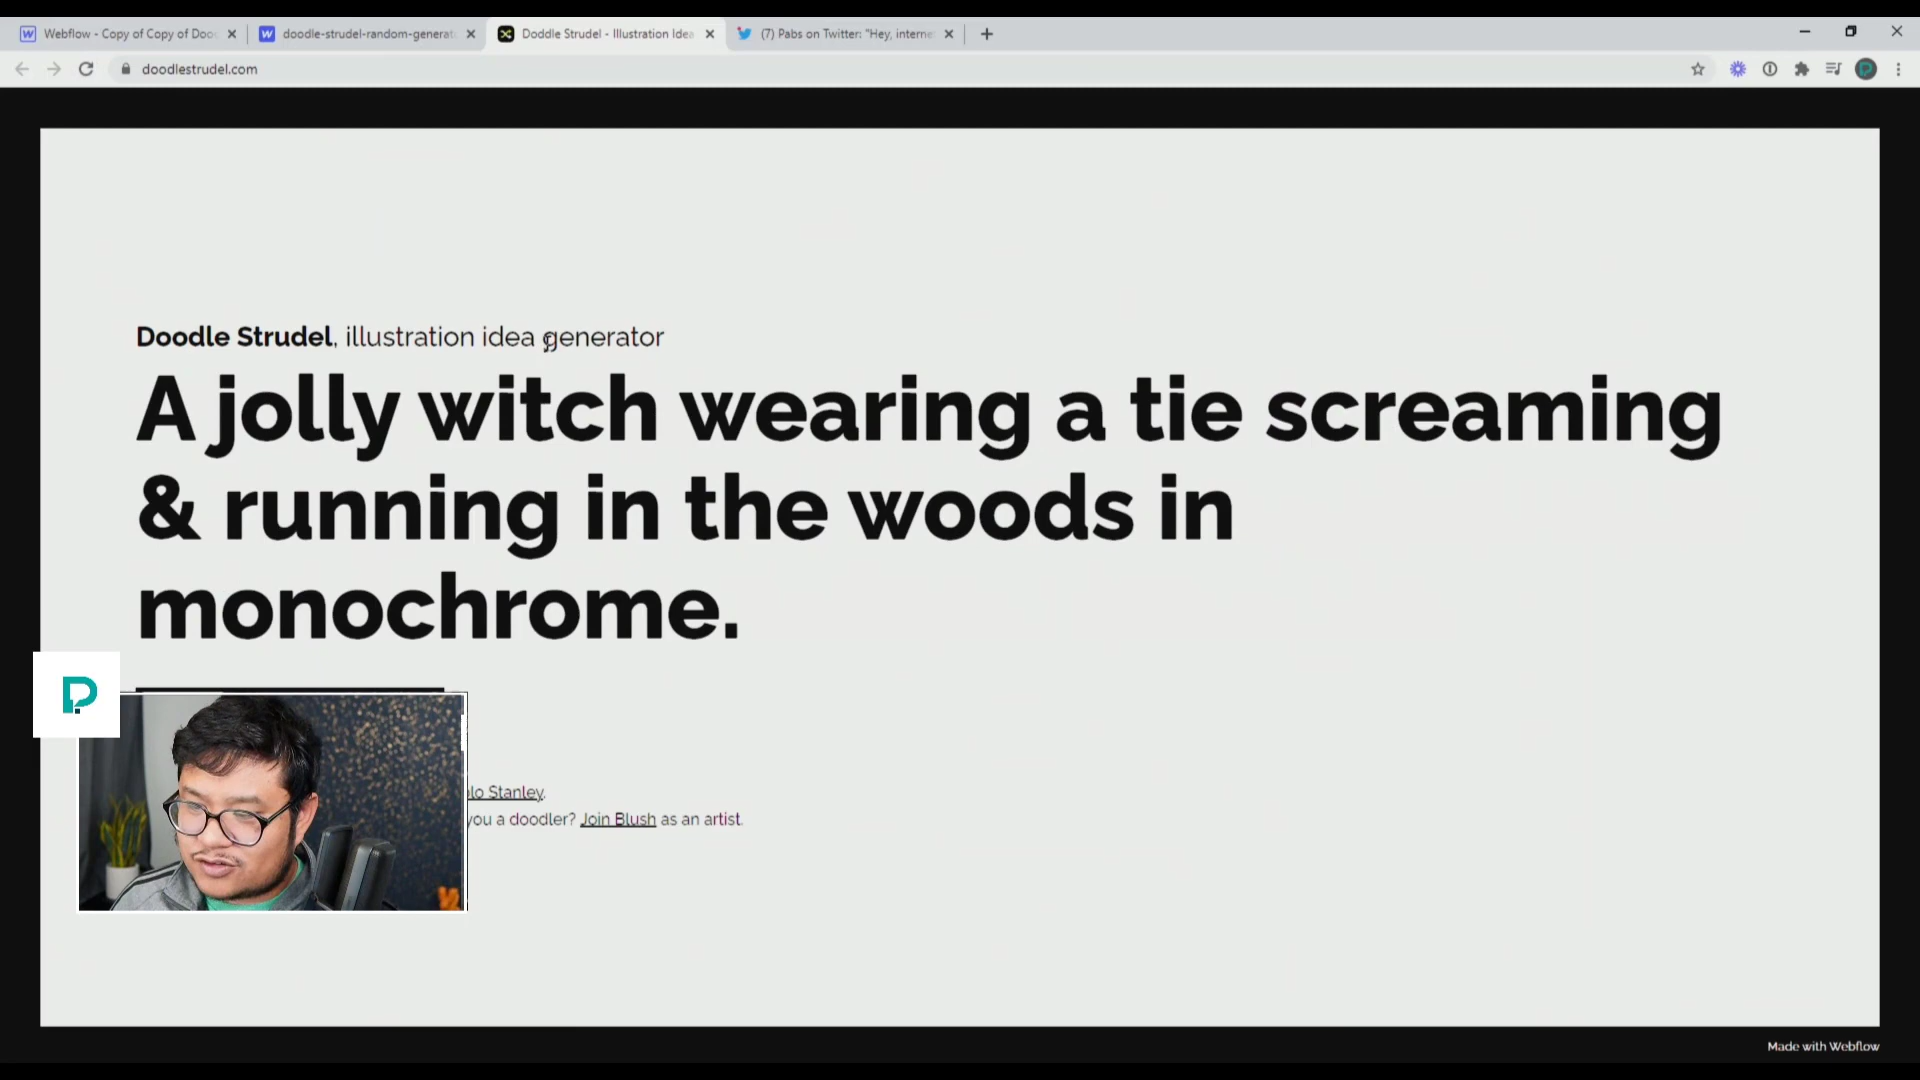 Webflow - Copy of Copy of Doo
doodle-strudel-random-generat
Doddle Strudel - Illustration Idea
(7) Pabs on Twitter: "Hey, interne
doodlestrudel.com
Doodle Strudel, illustration idea generator
A jolly witch wearing a tie screaming
& running in the woods in
monochrome.
lo Stanley.
you a doodler? Join Blush as an artist.
Made with Webflow